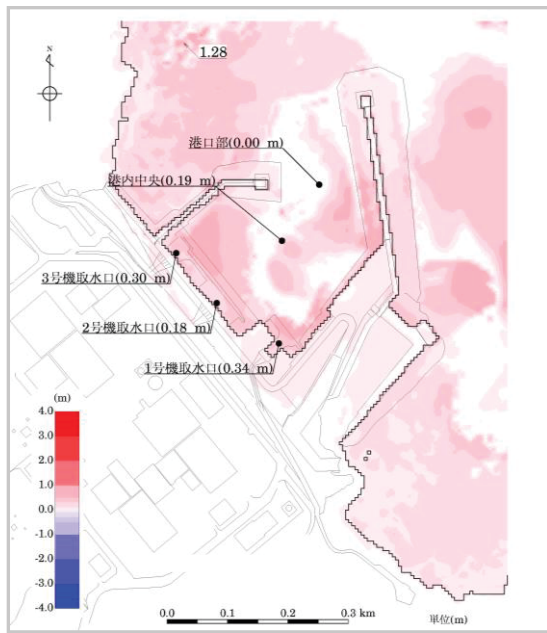 1.28
N
港口部(0.00 m)
港内中央(0.19 m)
3号機取水口(0.30 m)
2号機取水口(0.18 m)
1号機取水口(0.34 m)
(m)
4.0
3.0
2.0
1.0
0.0
-1.0
-2.0
-3.0
-4.0
0.0 0.1 0.2 0.3 km
単位(m)